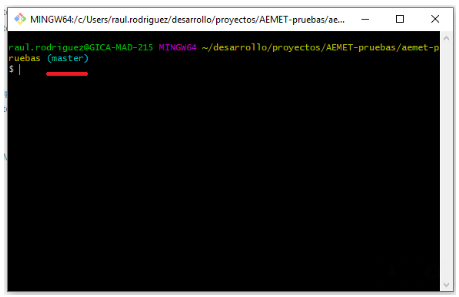 MINGW64:/c/Users/raul.rodriguez/desarrollo/proyectos/AEMET-pruebas/ae...
raul.rodriguez@GICA-MAD-215 MINGW64 ~/desarrollo/proyectos/AEMET-pruebas/aemet-p
ruebas (master)
$